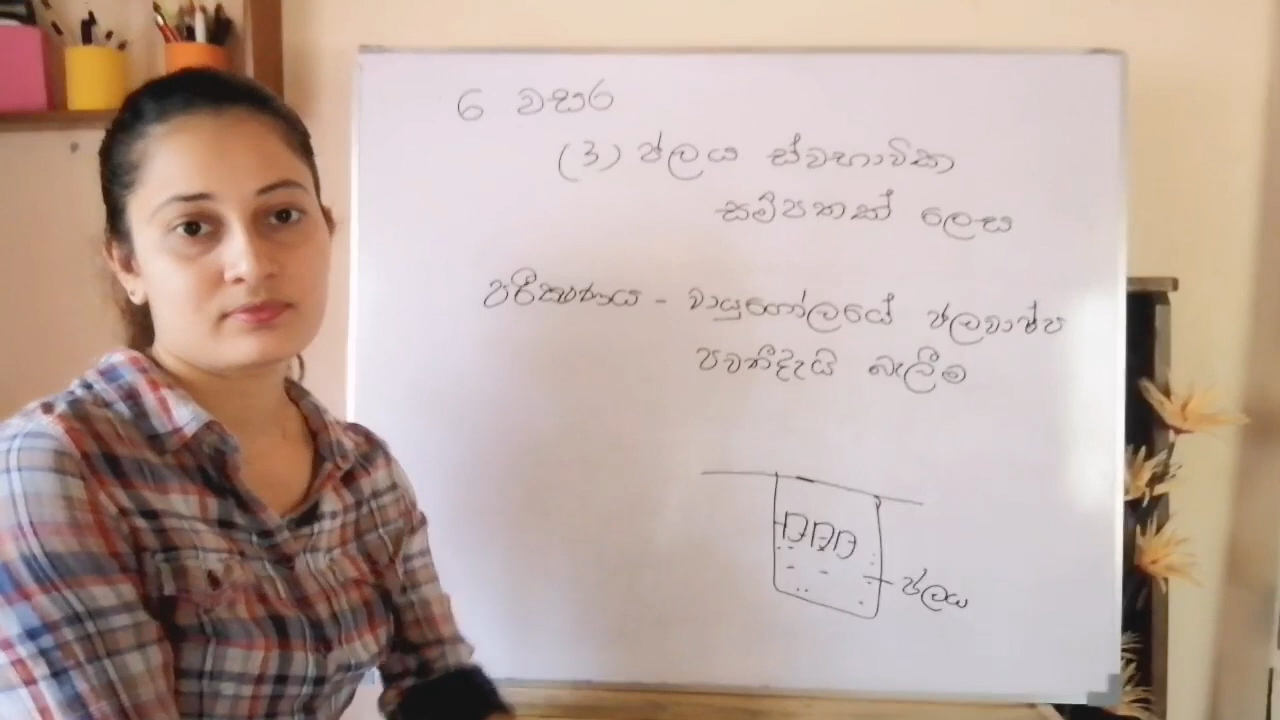 6 වසර
(3) ජලය ස්වභාවික
සම්පතක් ලෙස
පරීක්ෂණය - වායුගෝලයේ ජලවාෂ්ප
පවතීදැයි බැලීම
ජලය